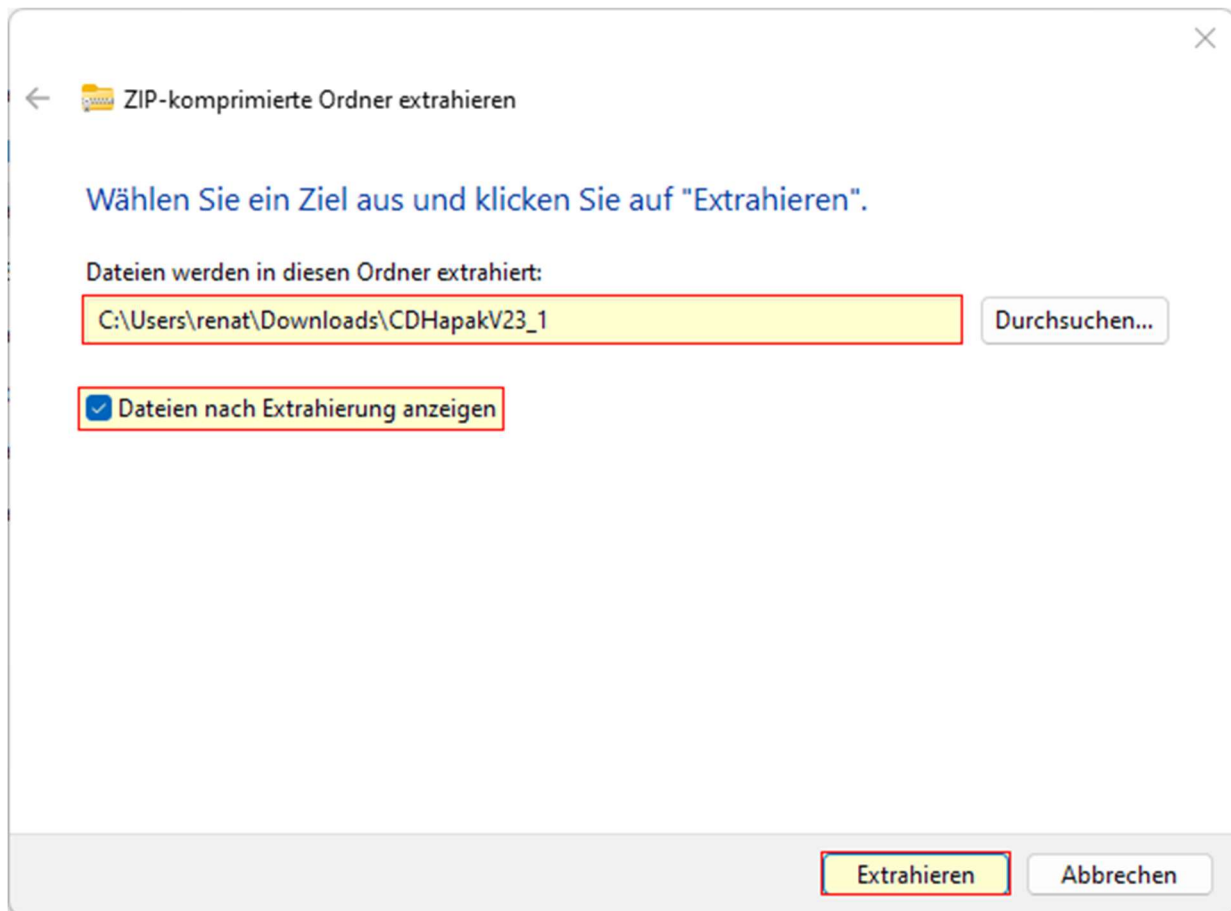 ZIP-komprimierte Ordner extrahieren
Wählen Sie ein Ziel aus und klicken Sie auf "Extrahieren".
Dateien werden in diesen Ordner extrahiert:
C:\Users\renat\Downloads\CDHapakV23_1
Durchsuchen...
Dateien nach Extrahierung anzeigen
Extrahieren
Abbrechen